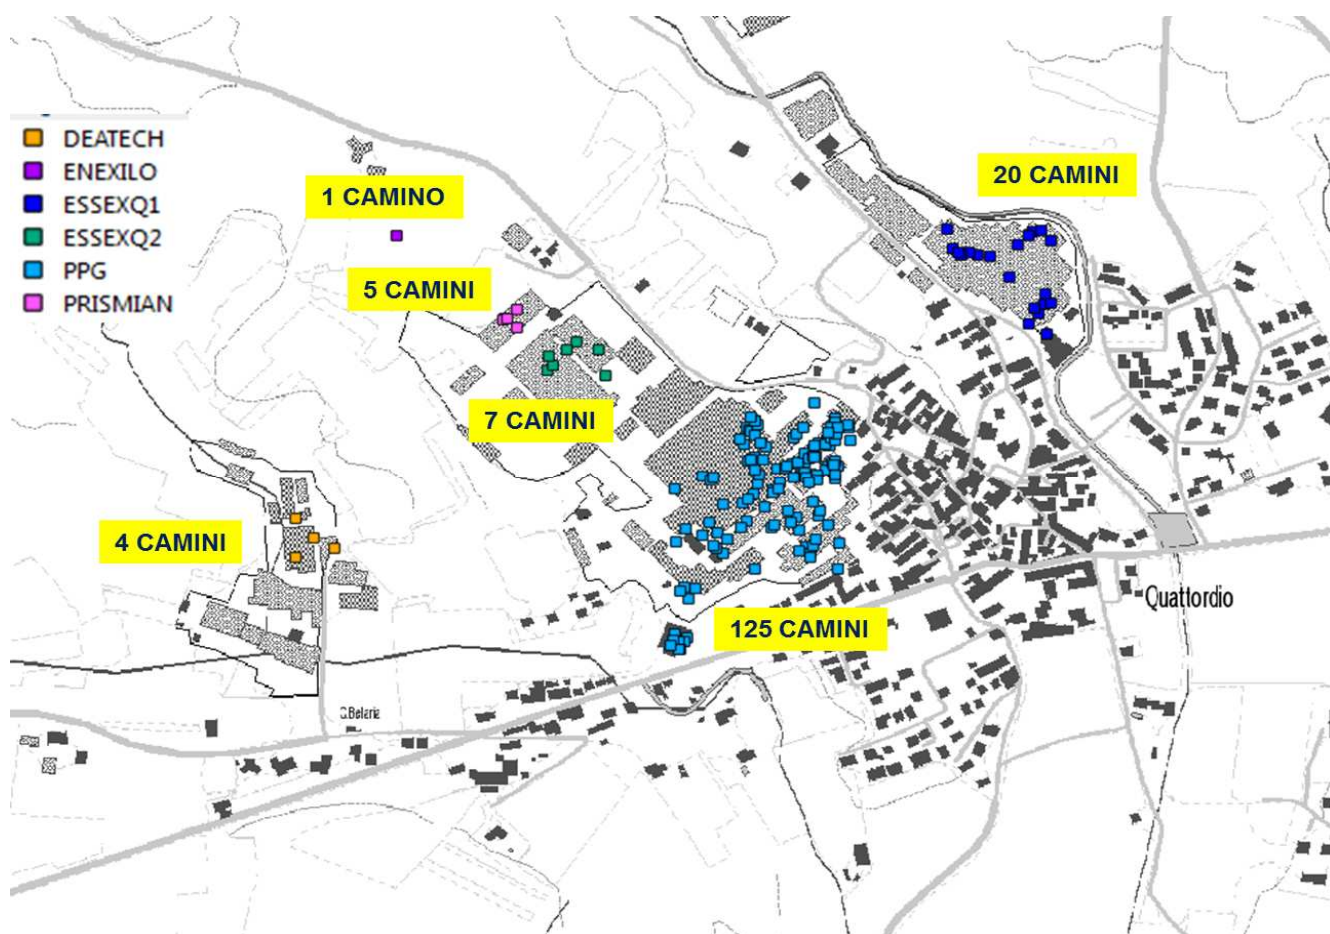 DEATECH
ENEXILO
ESSEXQ1
ESSEXQ2
PPG
PRISMIAN
1 CAMINO
20 CAMINI
5 CAMINI
7 CAMINI
4 CAMINI
125 CAMINI
Quattordio
C.Belaria